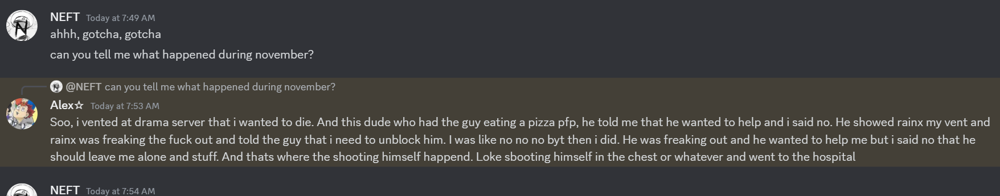 NEFT Today at 7:49 AM
ahhh, gotcha, gotcha
can you tell me what happened during november?
@NEFT can you tell me what happened during november?
Alex☆ Today at 7:53 AM
Soo, i vented at drama server that i wanted to die. And this dude who had the guy eating a pizza pfp, he told me that he wanted to help and i said no. He showed rainx my vent and
rainx was freaking the fuck out and told the guy that i need to unblock him. I was like no no no byt then i did. He was freaking out and he wanted to help me but i said no that he
should leave me alone and stuff. And thats where the shooting himself happend. Loke sbooting himself in the chest or whatever and went to the hospital
NEFT Today at 7:54 AM